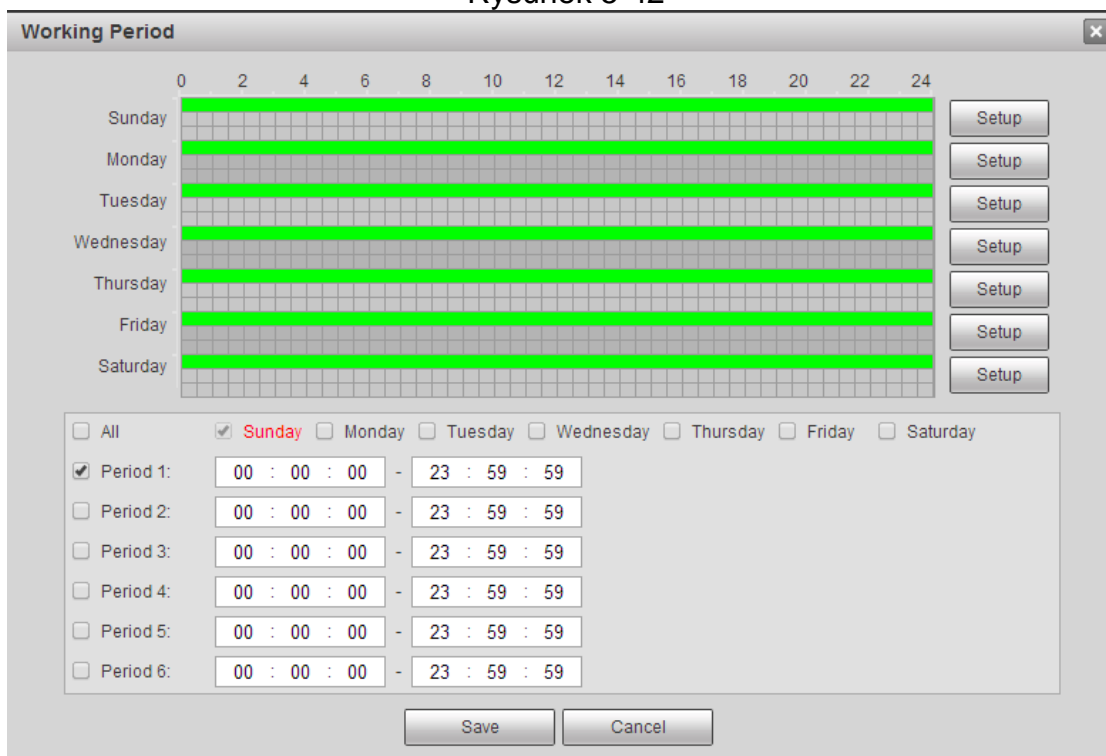 Working Period
0 2 4 6 8 10 12 14 16 18 20 22 24
Sunday Setup
Monday Setup
Tuesday Setup
Wednesday Setup
Thursday Setup
Friday Setup
Saturday Setup
All Sunday Monday Tuesday Wednesday Thursday Friday Saturday
Period 1: 00 : 00 : 00 - 23 : 59 : 59
Period 2: 00 : 00 : 00 - 23 : 59 : 59
Period 3: 00 : 00 : 00 - 23 : 59 : 59
Period 4: 00 : 00 : 00 - 23 : 59 : 59
Period 5: 00 : 00 : 00 - 23 : 59 : 59
Period 6: 00 : 00 : 00 - 23 : 59 : 59
Save Cancel